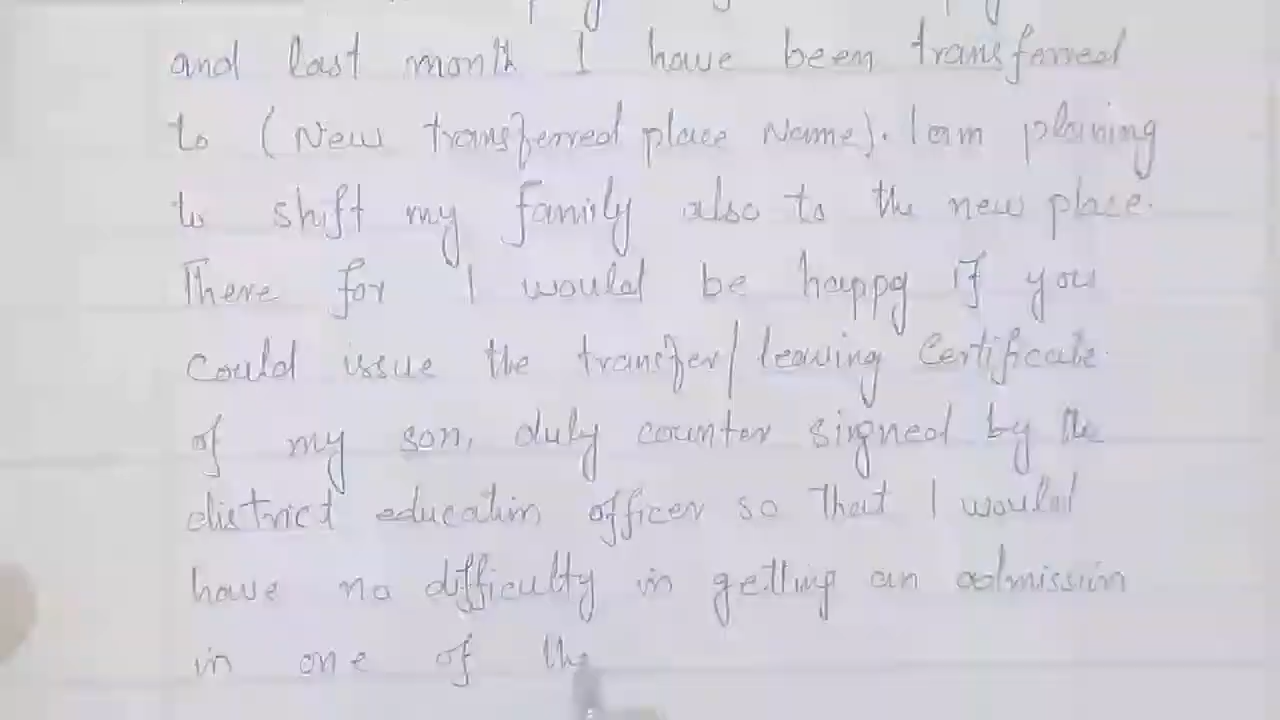 and last month I have been transferred
to (New transferred place Name). I am planing
to shift my family also to the new place.
There for I would be happy if you
could issue the transfer/leaving Certificate
of my son, duly counter signed by the
district education officer so that I would
have no difficulty in getting an admission
in one of the